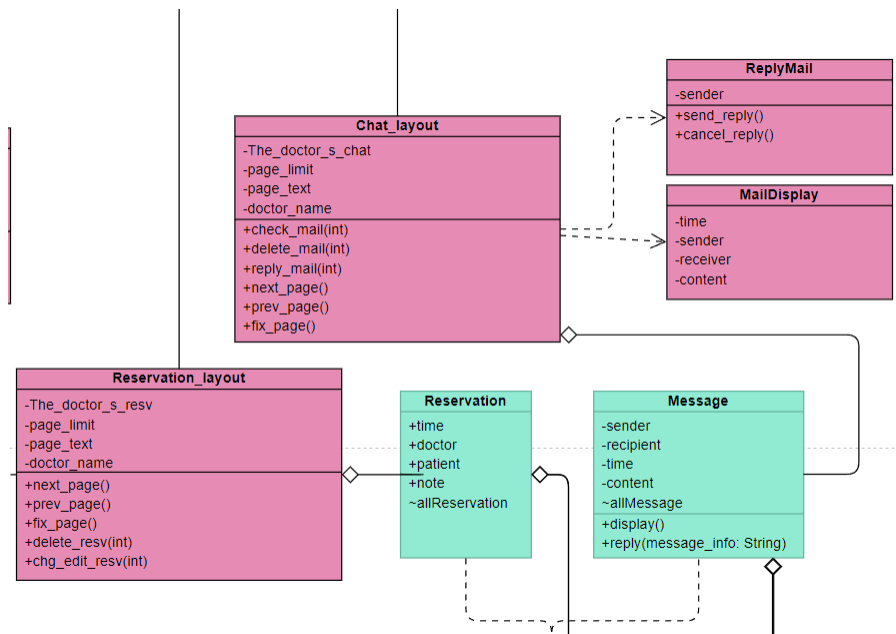 ReplyMail
-sender
+send_reply()
+cancel_reply()
Chat_layout
-The_doctor_s_chat
-page_limit
-page_text
-doctor_name
+check_mail(int)
+delete_mail(int)
+reply_mail(int)
+next_page()
+prev_page()
+fix_page()
MailDisplay
-time
-sender
-receiver
-content
Reservation_layout
-The_doctor_s_resv
-page_limit
-page_text
-doctor_name
+next_page()
+prev_page()
+fix_page()
+delete_resv(int)
+chg_edit_resv(int)
Reservation
+time
+doctor
+patient
+note
~allReservation
Message
-sender
-recipient
-time
-content
~allMessage
+display()
+reply(message_info: String)